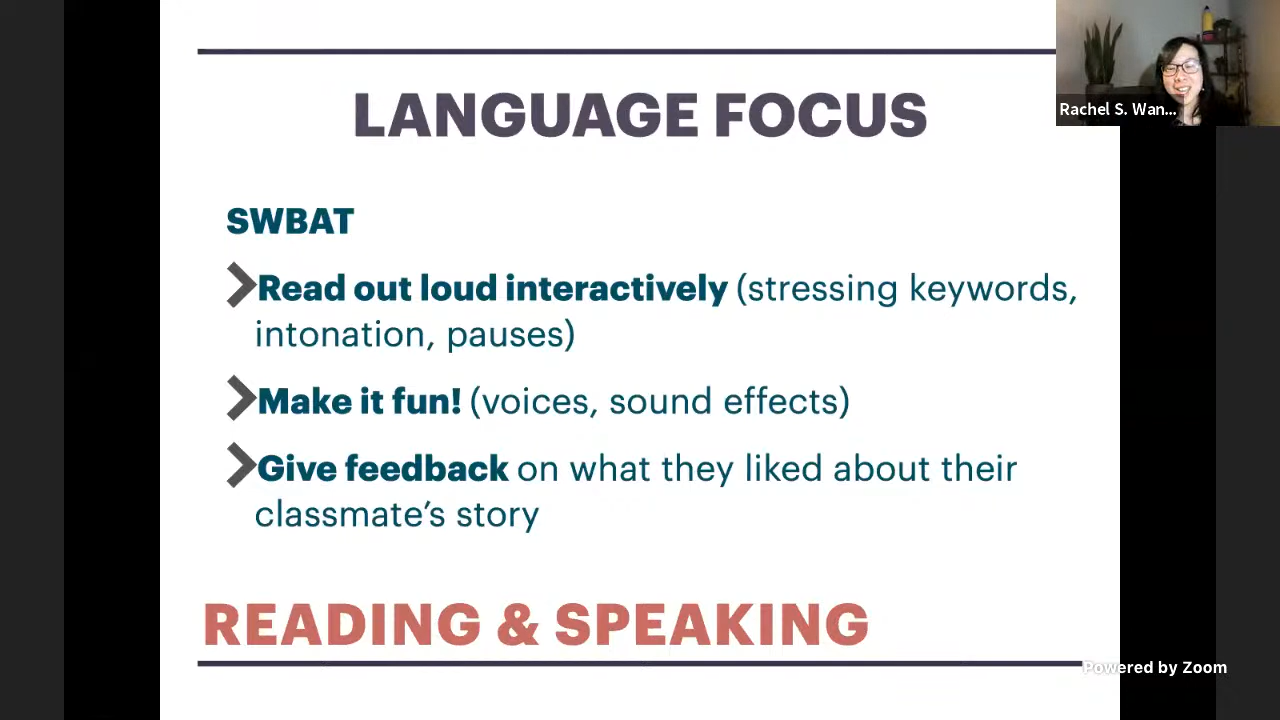 LANGUAGE FOCUS
Rachel S. Wan...
SWBAT
Read out loud interactively (stressing keywords,
intonation, pauses)
Make it fun! (voices, sound effects)
Give feedback on what they liked about their
classmate’s story
READING & SPEAKING
Powered by Zoom